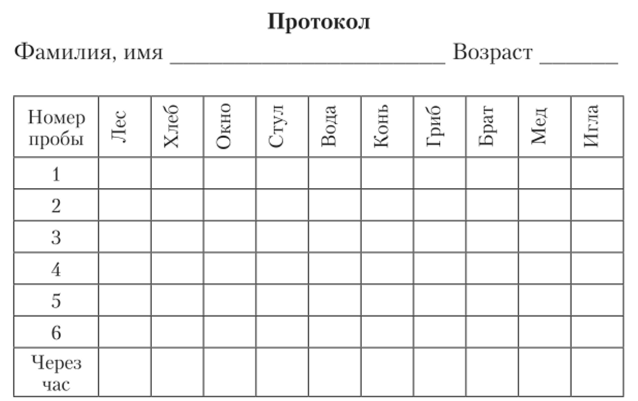 Протокол
Фамилия, имя _________________________ Возраст _______
Номер пробы Лес Хлеб Окно Стул Вода Конь Гриб Брат Мед Игла
1
2
3
4
5
6
Через
час